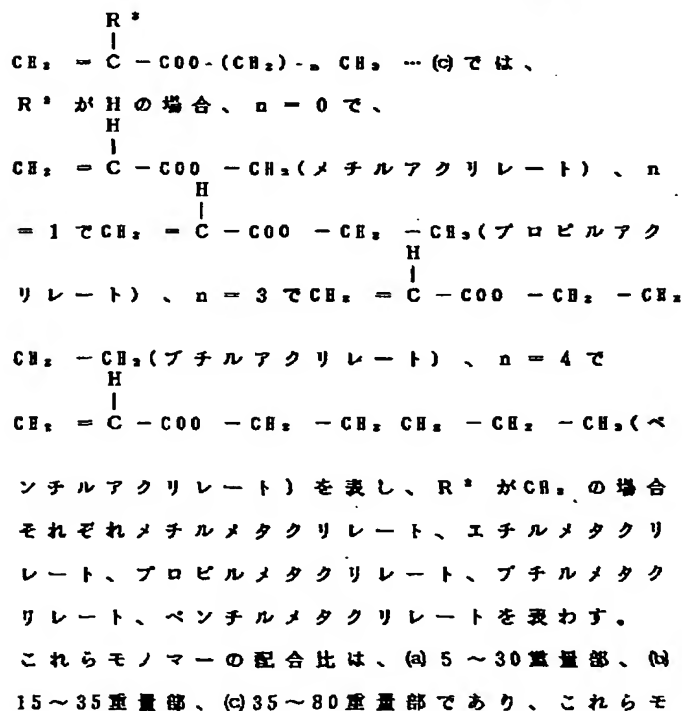 R²
|
CH₂ = C － COO-(CH₂)-ₙ CH₃ …(c)では、
R² が H の場合、n = 0 で、
H
|
CH₂ = C － COO － CH₃(メチルアクリレート)、n
H
|
= 1 でCH₂ = C － COO － CH₂ － CH₃(プロピルアク
H
|
リレート)、n = 3 でCH₂ = C － COO － CH₂ － CH₂
CH₂ － CH₃(ブチルアクリレート)、n = 4 で
H
|
CH₂ = C － COO － CH₂ － CH₂ CH₂ － CH₂ － CH₃(ペ
ンチルアクリレート)を表し、R² がCH₃ の場合
それぞれメチルメタクリレート、エチルメタクリ
レート、プロピルメタクリレート、ブチルメタク
リレート、ペンチルメタクリレートを表わす。
これらモノマーの配合比は、(a) 5 ～30重量部、(b)
15～35重量部、(c)35～80重量部であり、これらモ